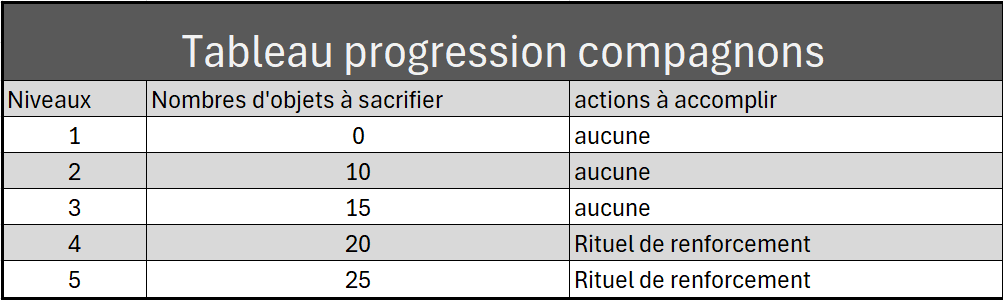 Tableau progression compagnons
Niveaux Nombres d'objets à sacrifier actions à accomplir
1 0 aucune
2 10 aucune
3 15 aucune
4 20 Rituel de renforcement
5 25 Rituel de renforcement